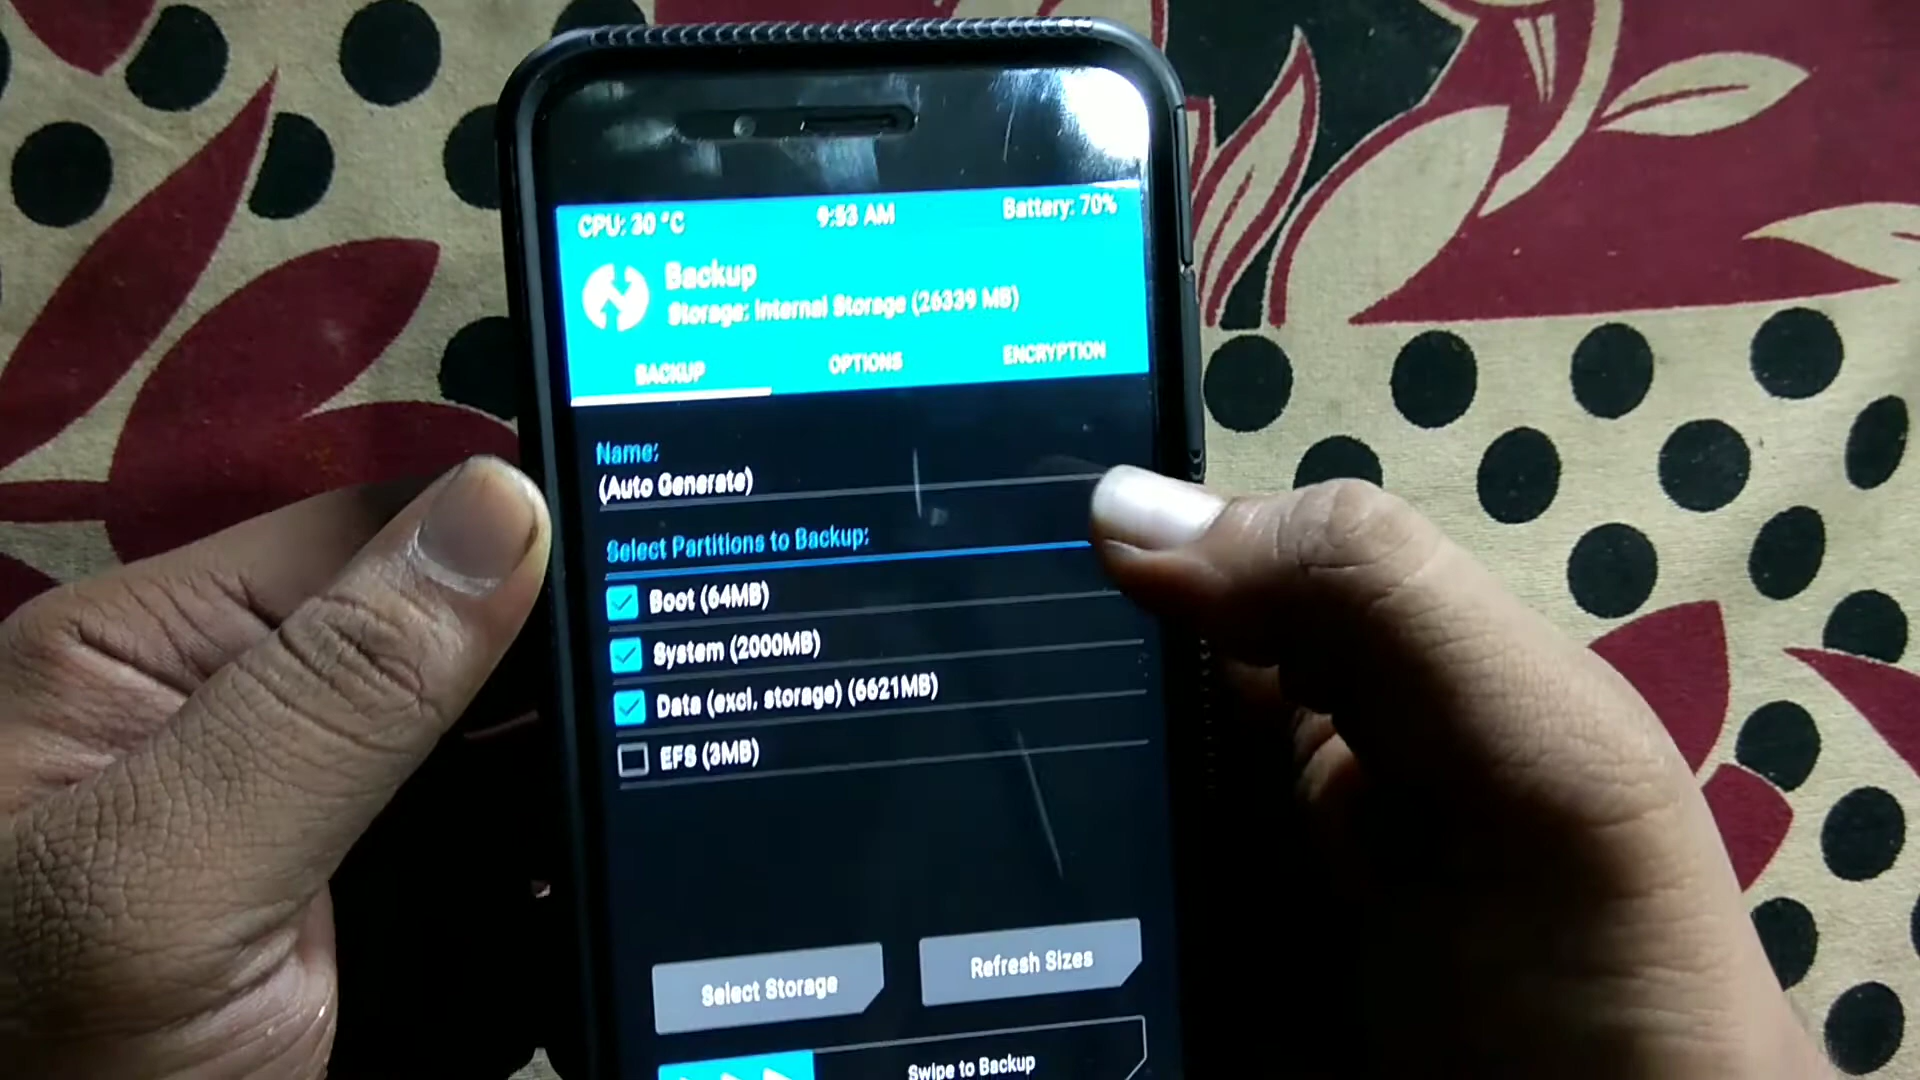 CPU: 30 °C
9:53 AM
Battery: 70%
Backup
Storage: Internal Storage (26339 MB)
BACKUP
OPTIONS
ENCRYPTION
Name:
(Auto Generate)
Select Partitions to Backup:
Boot (64MB)
System (2000MB)
Data (excl. storage) (6621MB)
EFS (3MB)
Select Storage
Refresh Sizes
Swipe to Backup